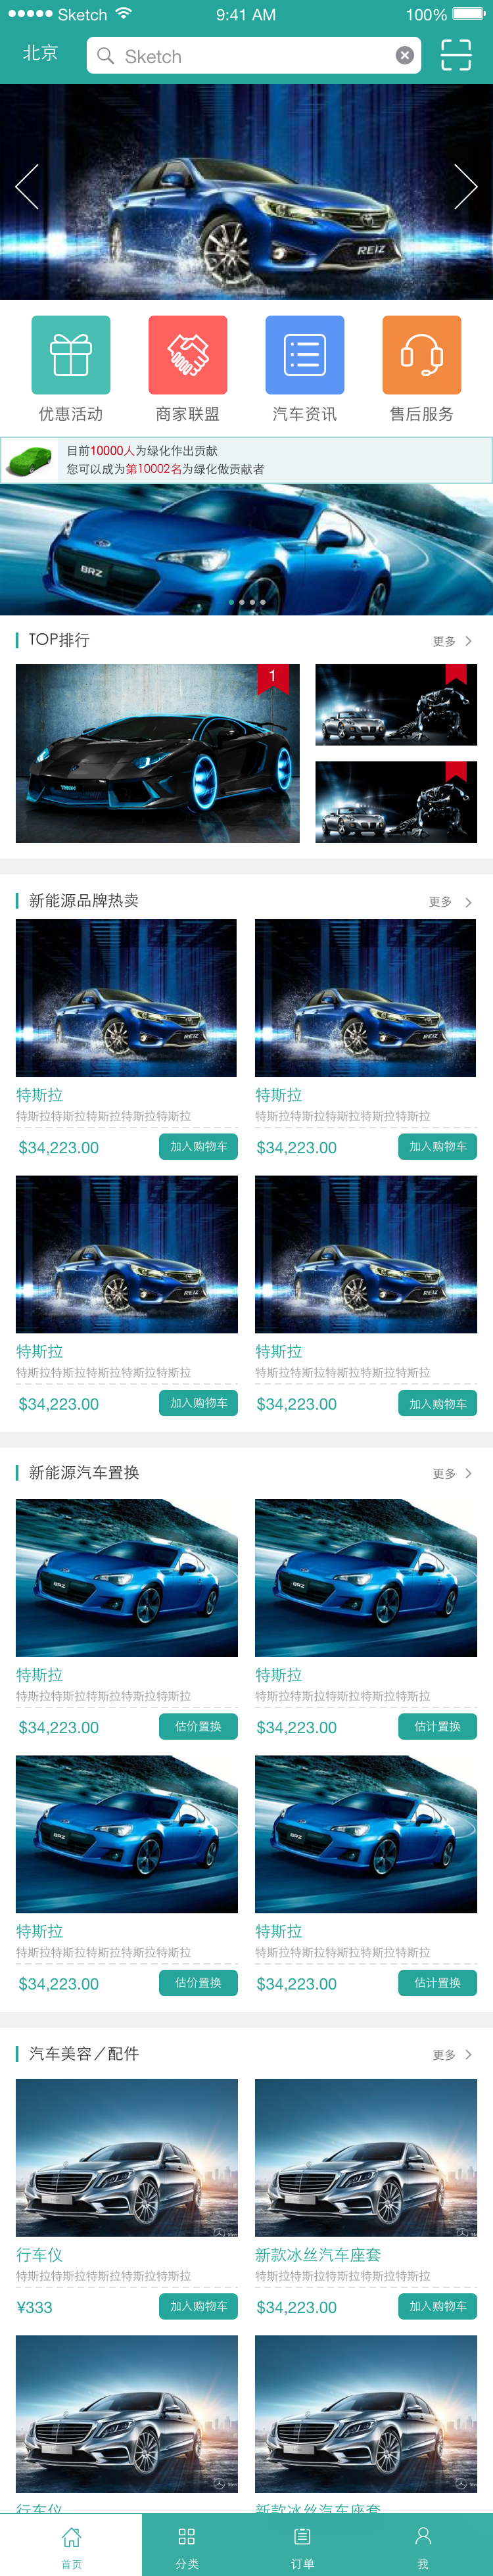 Sketch 9:41 AM 100%
北京 Sketch
REIZ
优惠活动 商家联盟 汽车资讯 售后服务
目前10000人为绿化作出贡献
您可以成为第10002名为绿化做贡献者
BRZ
TOP排行 更多
1
新能源品牌热卖 更多
REIZ REIZ
特斯拉 特斯拉
特斯拉特斯拉特斯拉特斯拉特斯拉 特斯拉特斯拉特斯拉特斯拉特斯拉
$34,223.00 加入购物车 $34,223.00 加入购物车
REIZ REIZ
特斯拉 特斯拉
特斯拉特斯拉特斯拉特斯拉特斯拉 特斯拉特斯拉特斯拉特斯拉特斯拉
$34,223.00 加入购物车 $34,223.00 加入购物车
新能源汽车置换 更多
BRZ BRZ
特斯拉 特斯拉
特斯拉特斯拉特斯拉特斯拉特斯拉 特斯拉特斯拉特斯拉特斯拉特斯拉
$34,223.00 估价置换 $34,223.00 估计置换
BRZ BRZ
特斯拉 特斯拉
特斯拉特斯拉特斯拉特斯拉特斯拉 特斯拉特斯拉特斯拉特斯拉特斯拉
$34,223.00 估价置换 $34,223.00 估计置换
汽车美容／配件 更多
行车仪 新款冰丝汽车座套
特斯拉特斯拉特斯拉特斯拉特斯拉 特斯拉特斯拉特斯拉特斯拉特斯拉
¥333 加入购物车 $34,223.00 加入购物车
行车仪 新款冰丝汽车座套
首页 分类 订单 我